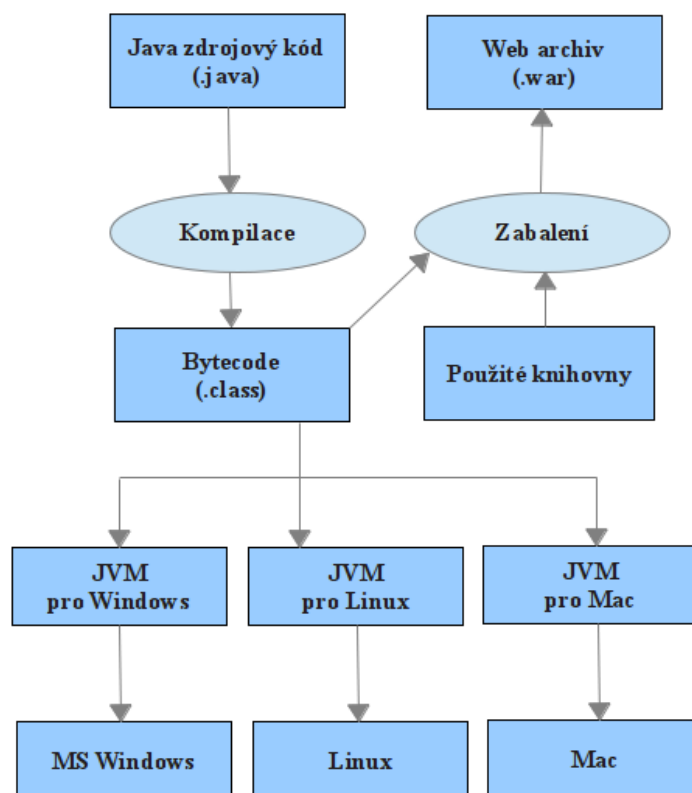 Java zdrojový kód
(.java)
Web archiv
(.war)
Kompilace
Zabalení
Bytecode
(.class)
Použité knihovny
JVM
pro Windows
JVM
pro Linux
JVM
pro Mac
MS Windows
Linux
Mac